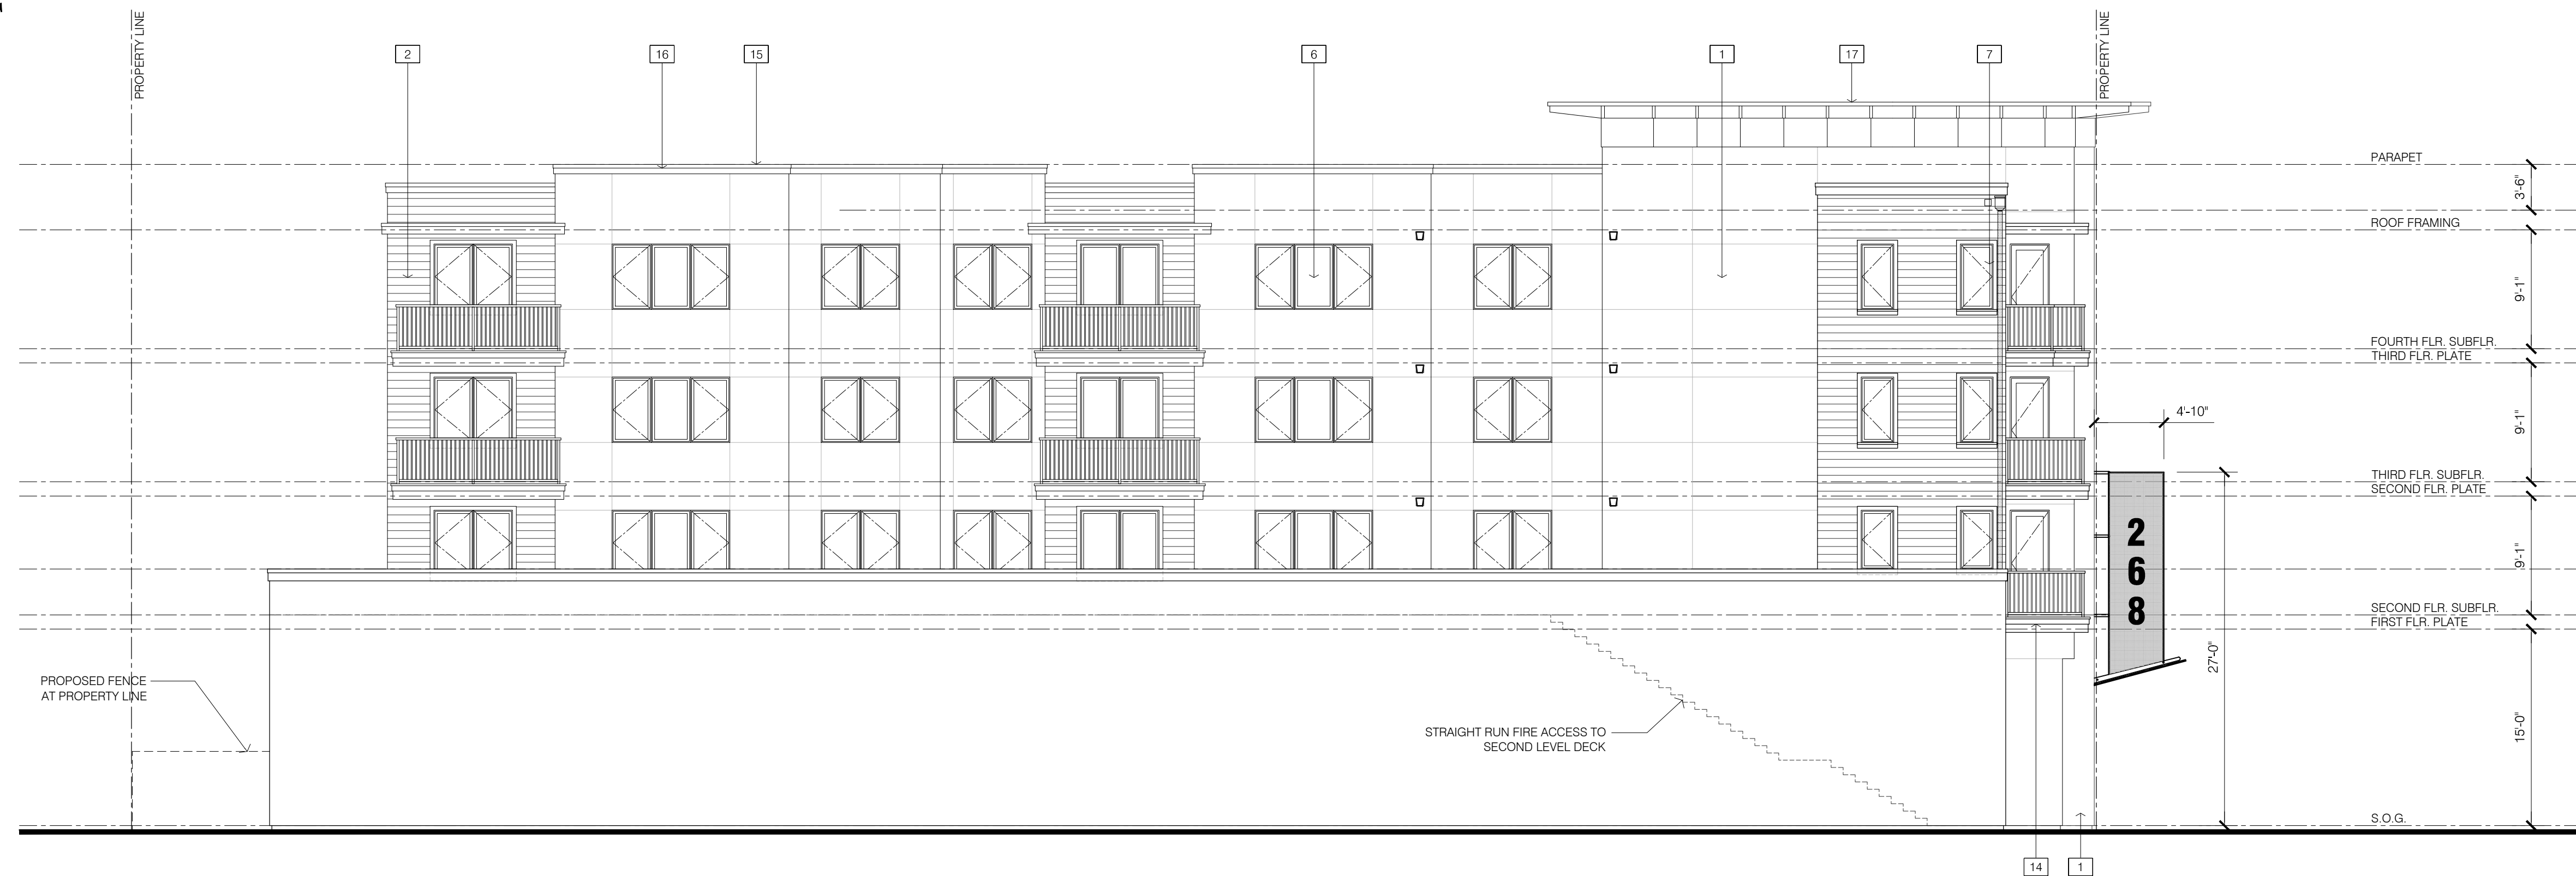 PROPERTY LINE
PROPERTY LINE
2
16
15
6
1
17
7
PARAPET
3'-6"
ROOF FRAMING
9'-1"
FOURTH FLR. SUBFLR.
THIRD FLR. PLATE
4'-10"
9'-1"
THIRD FLR. SUBFLR.
SECOND FLR. PLATE
2
6
8
9'-1"
SECOND FLR. SUBFLR.
FIRST FLR. PLATE
27'-0"
PROPOSED FENCE
AT PROPERTY LINE
STRAIGHT RUN FIRE ACCESS TO
SECOND LEVEL DECK
15'-0"
S.O.G.
14
1